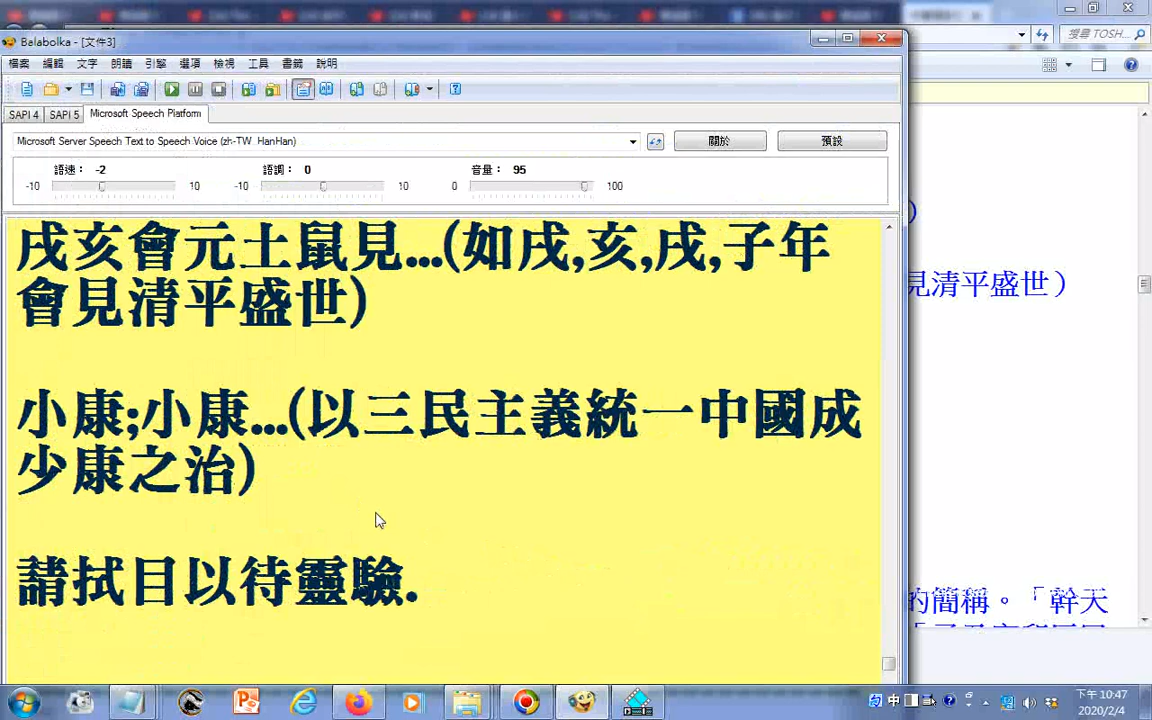 Balabolka - [文件3]
搜尋 TOSH...
檔案 編輯 文字 朗讀 引擎 選項 檢視 工具 書籤 說明
SAPI 4 SAPI 5 Microsoft Speech Platform
Microsoft Server Speech Text to Speech Voice (zh-TW, HanHan)
關於 預設
語速： -2 語調： 0 音量： 95
-10 10 -10 10 0 100
戌亥會元土鼠見...(如戌,亥,戌,子年
會見清平盛世)
小康;小康...(以三民主義統一中國成
少康之治)
請拭目以待靈驗.
)
見清平盛世）
的簡稱。「幹天
中
下午 10:47
2020/2/4